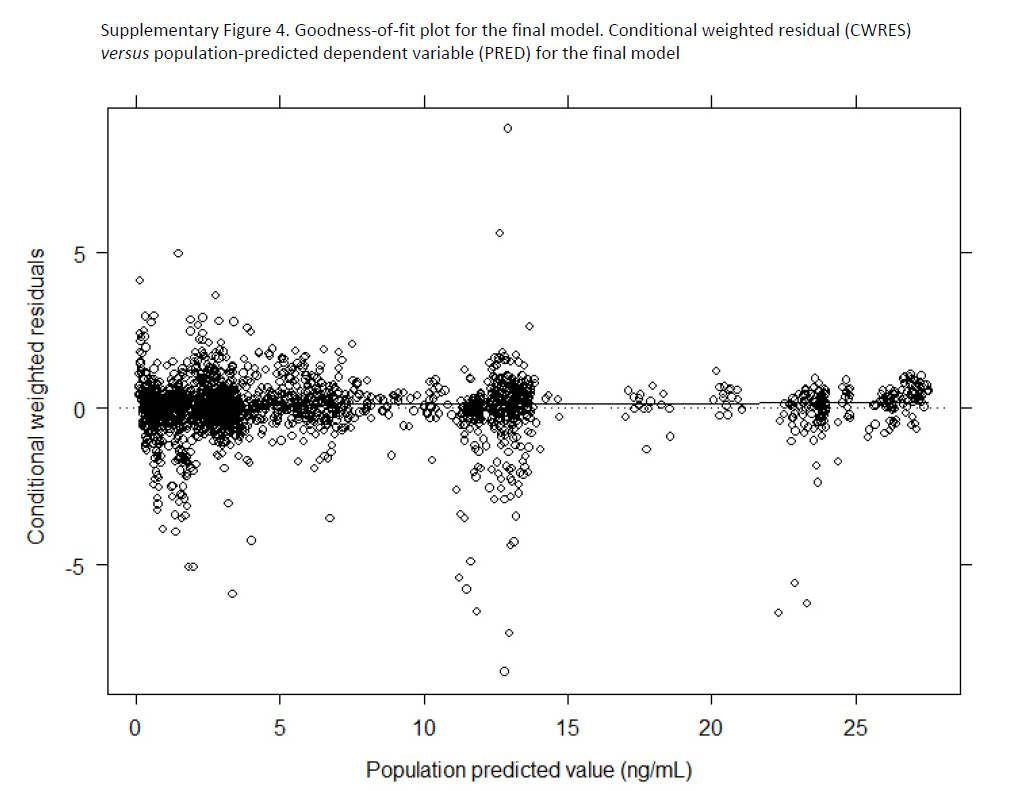 Supplementary Figure 4. Goodness-of-fit plot for the final model. Conditional weighted residual (CWRES)
versus population-predicted dependent variable (PRED) for the final model
5
0
-5
Conditional weighted residuals
0 5 10 15 20 25
Population predicted value (ng/mL)